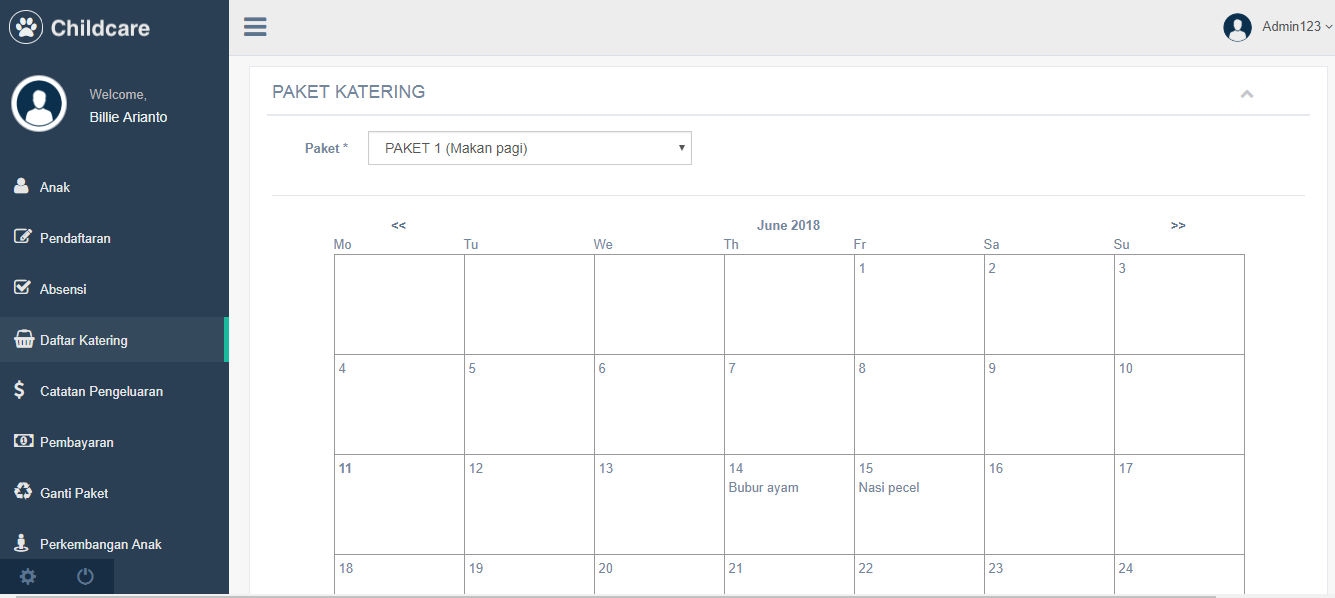 Childcare
Admin123
Welcome,
Billie Arianto
Anak
Pendaftaran
Absensi
Daftar Katering
Catatan Pengeluaran
Pembayaran
Ganti Paket
Perkembangan Anak
PAKET KATERING
Paket * PAKET 1 (Makan pagi)
<< June 2018 >>
Mo Tu We Th Fr Sa Su
1 2 3
4 5 6 7 8 9 10
11 12 13 14 15 16 17
Bubur ayam Nasi pecel
18 19 20 21 22 23 24